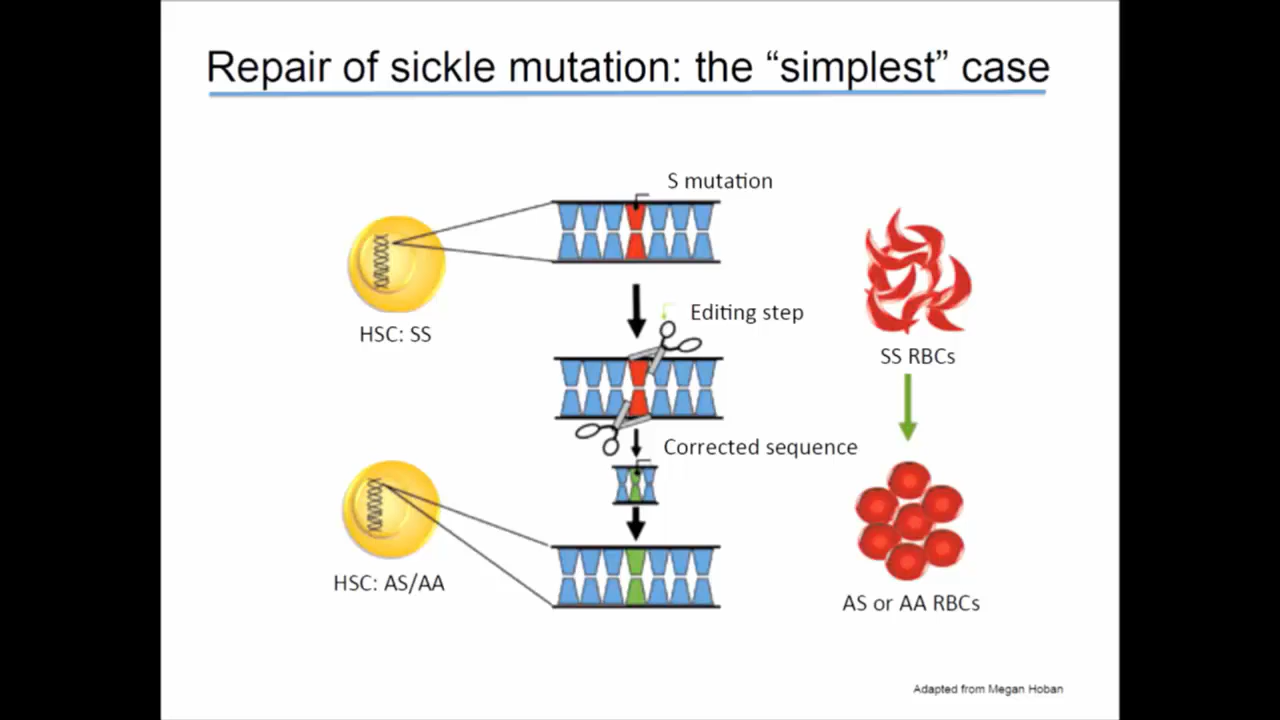 Repair of sickle mutation: the “simplest” case
S mutation
HSC: SS
Editing step
SS RBCs
Corrected sequence
HSC: AS/AA
AS or AA RBCs
Adapted from Megan Hoban